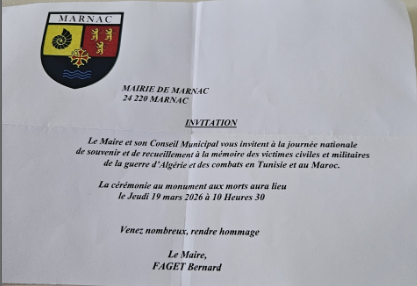 MARNAC
MAIRIE DE MARNAC
24 220 MARNAC
INVITATION
Le Maire et son Conseil Municipal vous invitent à la journée nationale
de souvenir et de recueillement à la mémoire des victimes civiles et militaires
de la guerre d'Algérie et des combats en Tunisie et au Maroc.
La cérémonie au monument aux morts aura lieu
le Jeudi 19 mars 2026 à 10 Heures 30
Venez nombreux, rendre hommage
Le Maire,
FAGET Bernard